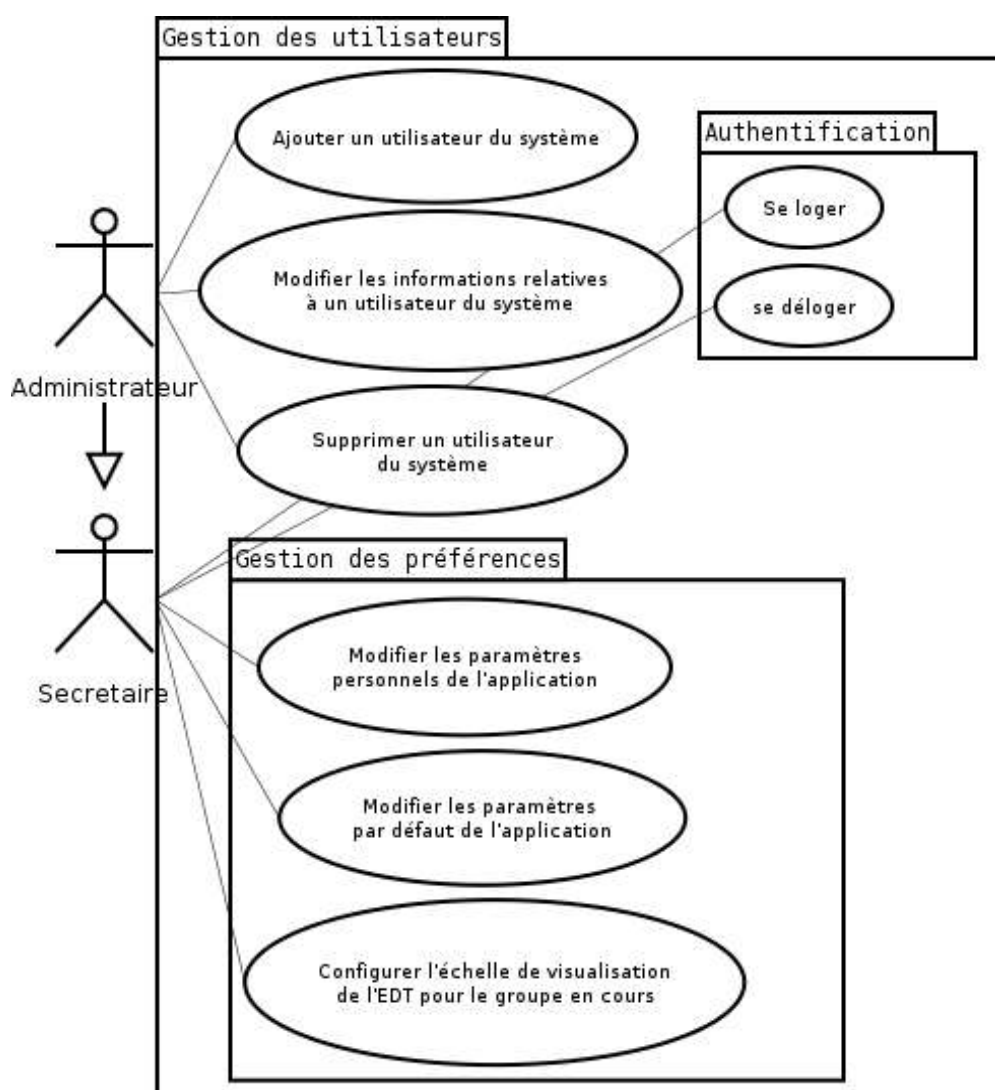 Gestion des utilisateurs
Ajouter un utilisateur du système
Authentification
Se loger
Modifier les informations relatives
à un utilisateur du système
se déloger
Administrateur
Supprimer un utilisateur
du système
Gestion des préférences
Modifier les paramètres
personnels de l'application
Secretaire
Modifier les paramètres
par défaut de l'application
Configurer l'échelle de visualisation
de l'EDT pour le groupe en cours